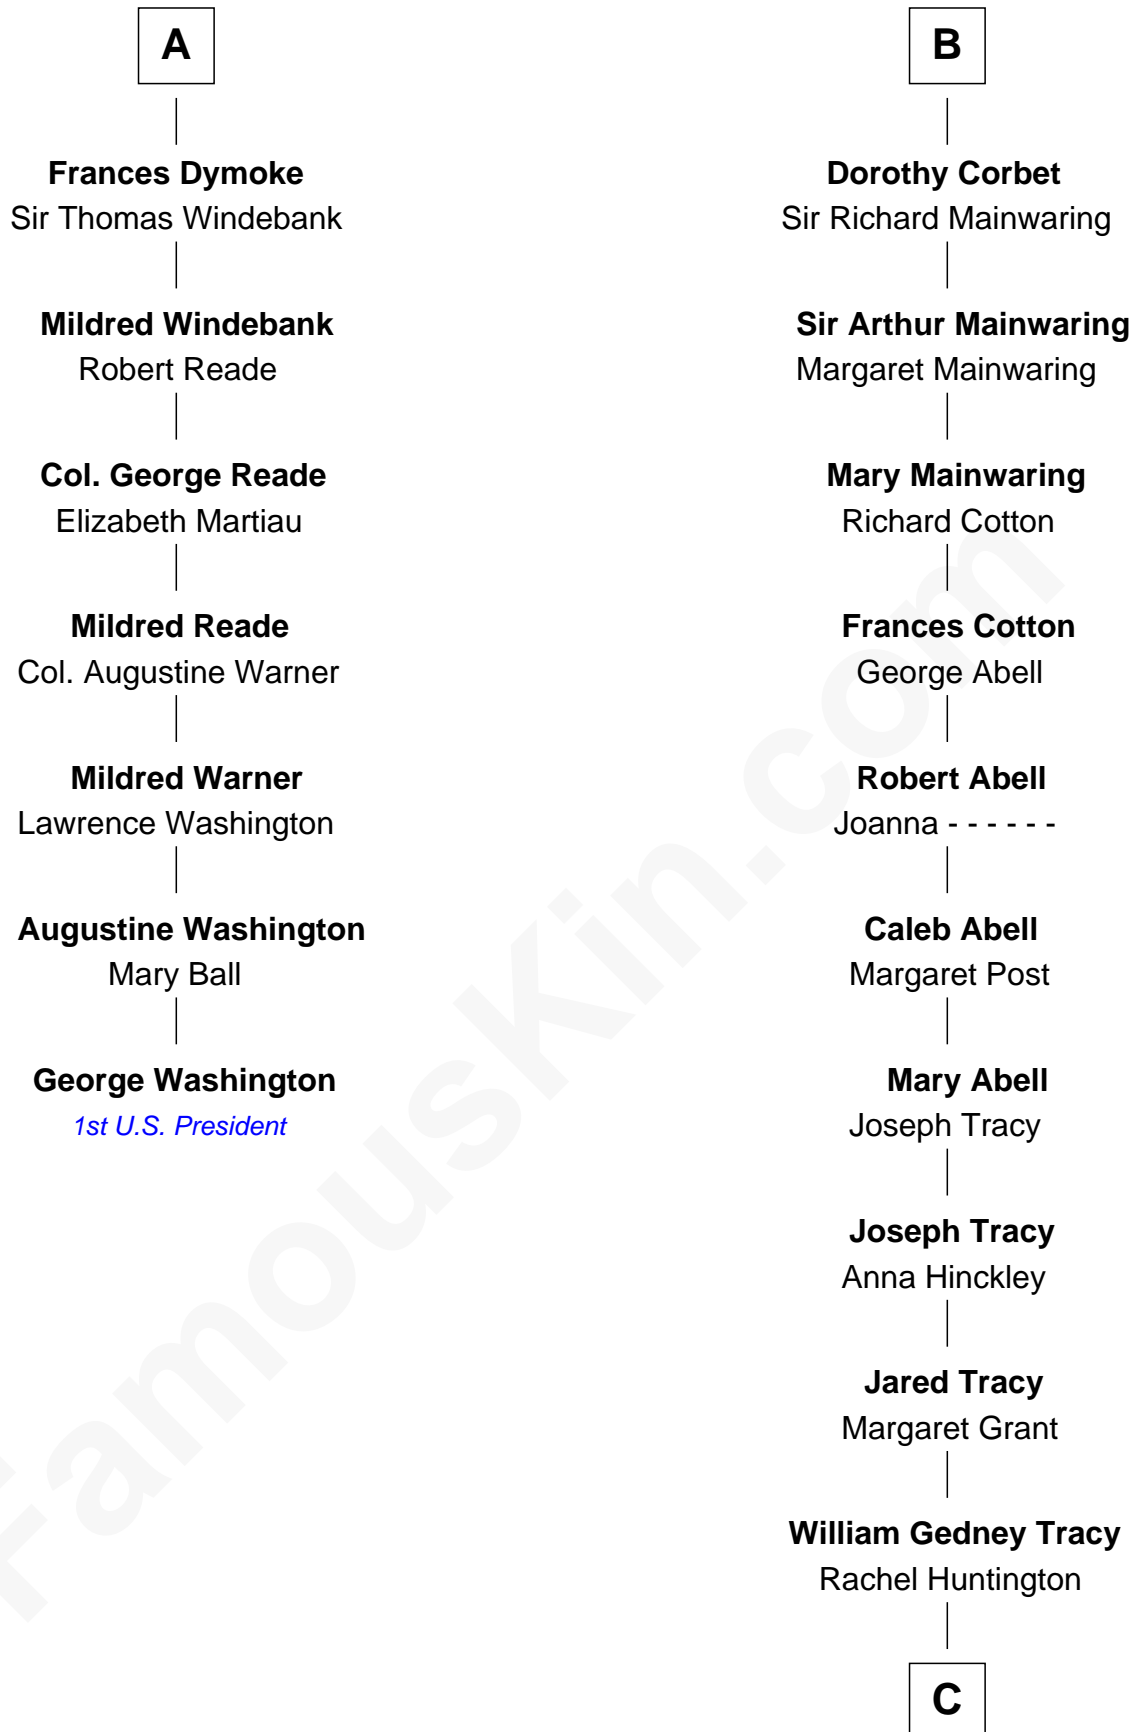 A
Frances Dymoke
Sir Thomas Windebank
Mildred Windebank
Robert Reade
Col. George Reade
Elizabeth Martiau
Mildred Reade
Col. Augustine Warner
Mildred Warner
Lawrence Washington
Augustine Washington
Mary Ball
George Washington
1st U.S. President
B
Dorothy Corbet
Sir Richard Mainwaring
Sir Arthur Mainwaring
Margaret Mainwaring
Mary Mainwaring
Richard Cotton
Frances Cotton
George Abell
Robert Abell
Joanna - - - - - -
Caleb Abell
Margaret Post
Mary Abell
Joseph Tracy
Joseph Tracy
Anna Hinckley
Jared Tracy
Margaret Grant
William Gedney Tracy
Rachel Huntington
C
FamousKin.com